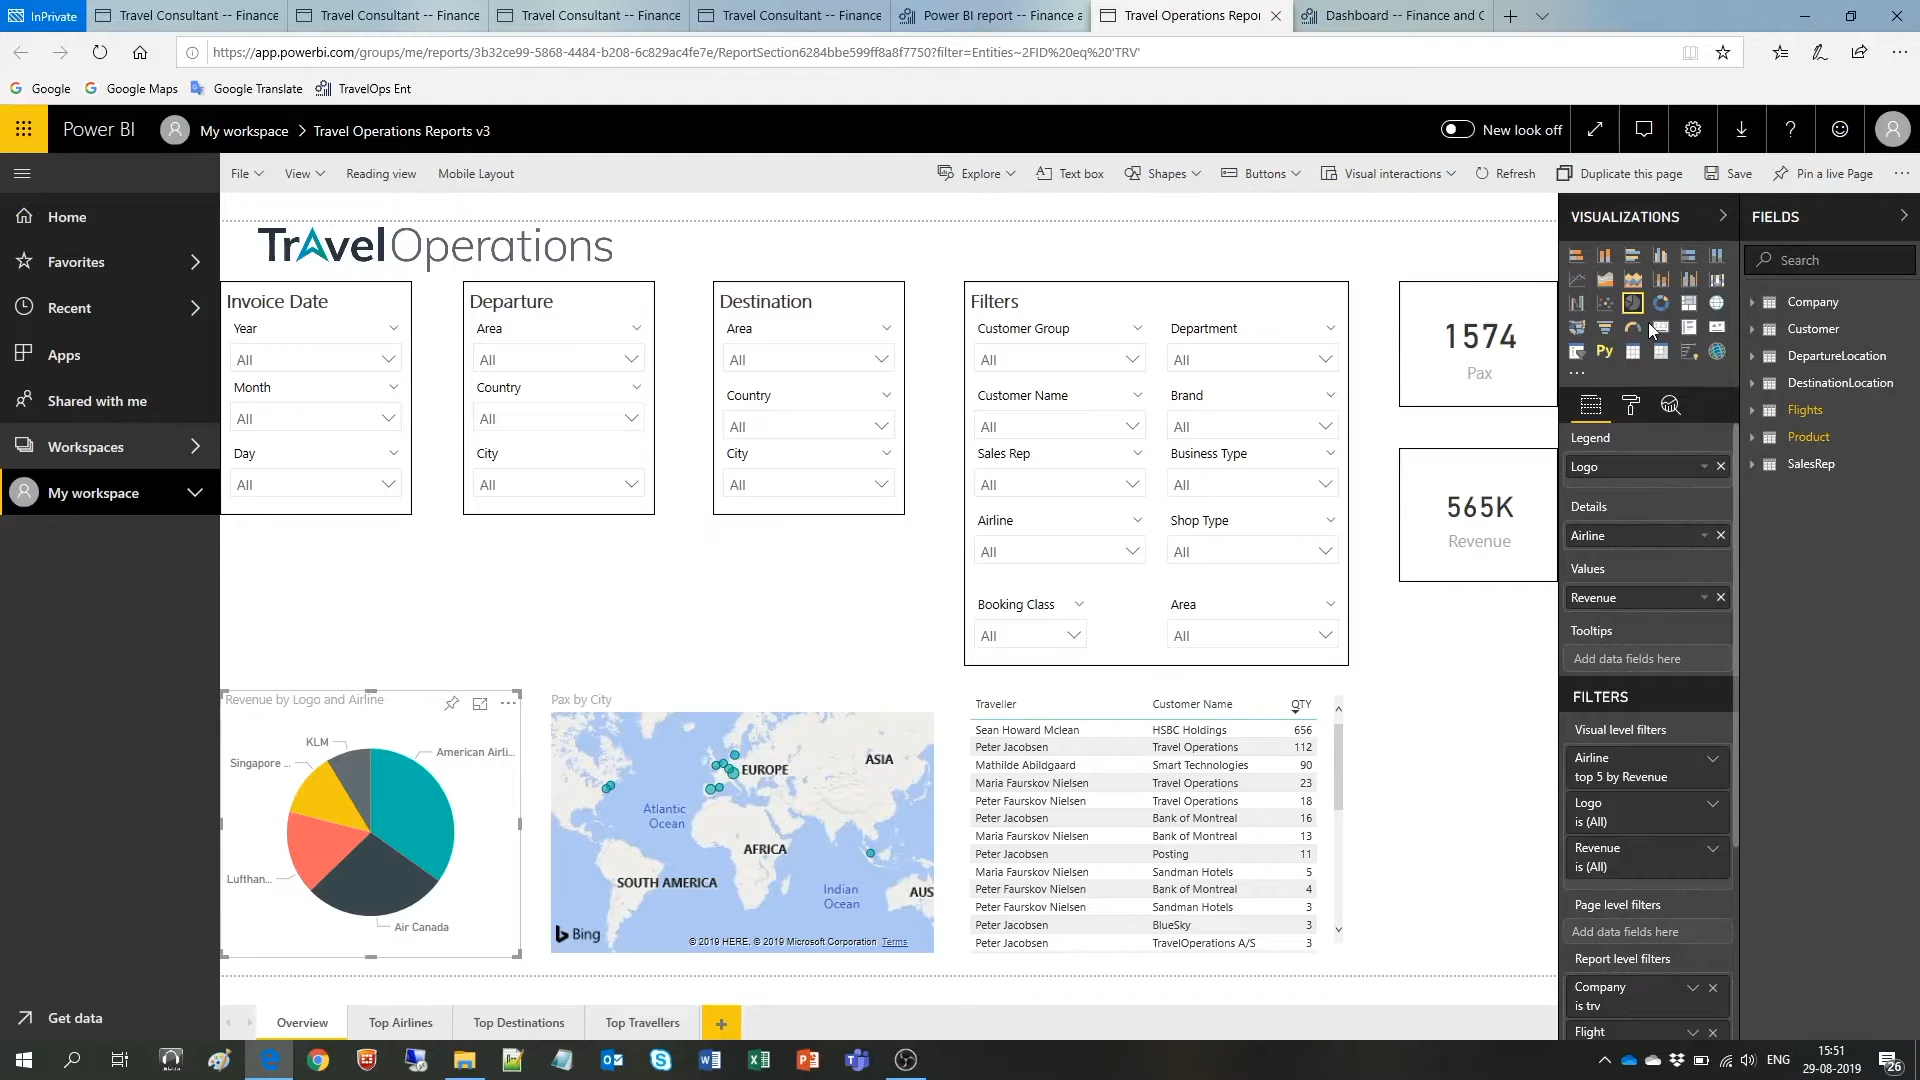 InPrivate
Travel Consultant -- Finance
Travel Consultant -- Finance
Travel Consultant -- Finance
Travel Consultant -- Finance
Power BI report -- Finance a
Travel Operations Repo
Dashboard -- Finance and C
https://app.powerbi.com/groups/me/reports/3b32ce99-5868-4484-b208-6c829ac4fe7e/ReportSection6284bbe599ff8a8f7750?filter=Entities~2FID%20eq%20'TRV'
Google
Google Maps
Google Translate
TravelOps Ent
Power BI
My workspace > Travel Operations Reports v3
New look off
File
View
Reading view
Mobile Layout
Explore
Text box
Shapes
Buttons
Visual interactions
Refresh
Duplicate this page
Save
Pin a live Page
Home
Favorites
Recent
Apps
Shared with me
Workspaces
My workspace
Get data
TrAvelOperations
Invoice Date
Year
All
Month
All
Day
All
Departure
Area
All
Country
All
City
All
Destination
Area
All
Country
All
City
All
Filters
Customer Group
All
Department
All
Customer Name
All
Brand
All
Sales Rep
All
Business Type
All
Airline
All
Shop Type
All
Booking Class
All
Area
All
1574
Pax
565K
Revenue
Revenue by Logo and Airline
KLM
American Airli...
Singapore ...
Lufthan...
Air Canada
Pax by City
ASIA
EUROPE
Atlantic
Ocean
AFRICA
SOUTH AMERICA
Indian
Ocean
AUS
Bing
© 2019 HERE, © 2019 Microsoft Corporation Terms
Traveller Customer Name QTY
Sean Howard Mclean HSBC Holdings 656
Peter Jacobsen Travel Operations 112
Mathilde Abildgaard Smart Technologies 90
Maria Faurskov Nielsen Travel Operations 23
Peter Faurskov Nielsen Travel Operations 18
Peter Jacobsen Bank of Montreal 16
Maria Faurskov Nielsen Bank of Montreal 13
Peter Jacobsen Posting 11
Maria Faurskov Nielsen Sandman Hotels 5
Peter Faurskov Nielsen Bank of Montreal 4
Peter Faurskov Nielsen Sandman Hotels 3
Peter Jacobsen BlueSky 3
Peter Jacobsen TravelOperations A/S 3
Overview
Top Airlines
Top Destinations
Top Travellers
VISUALIZATIONS
Py
Legend
Logo
Details
Airline
Values
Revenue
Tooltips
Add data fields here
FILTERS
Visual level filters
Airline
top 5 by Revenue
Logo
is (All)
Revenue
is (All)
Page level filters
Add data fields here
Report level filters
Company
is trv
Flight
FIELDS
Search
Company
Customer
DepartureLocation
DestinationLocation
Flights
Product
SalesRep
ENG
15:51
29-08-2019
26